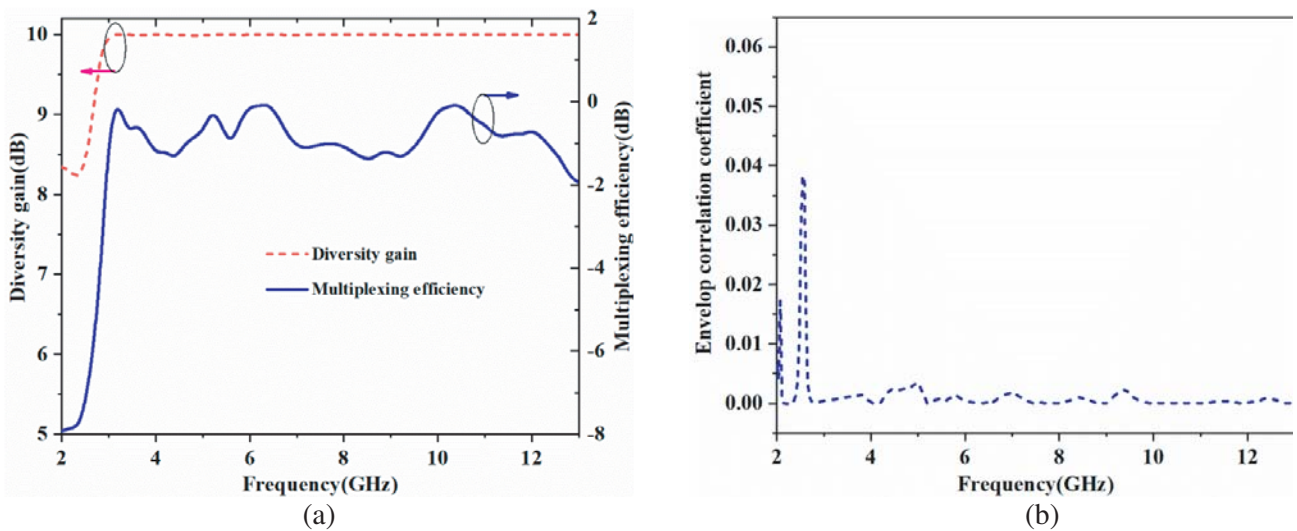 10
9
8
7
6
5
Diversity gain(dB)
2
0
-2
-4
-6
-8
Multiplexing efficiency(dB)
Diversity gain
Multiplexing efficiency
2 4 6 8 10 12
Frequency(GHz)
(a)
0.06
0.05
0.04
0.03
0.02
0.01
0.00
Envelop correlation coefficient
2 4 6 8 10 12
Frequency(GHz)
(b)